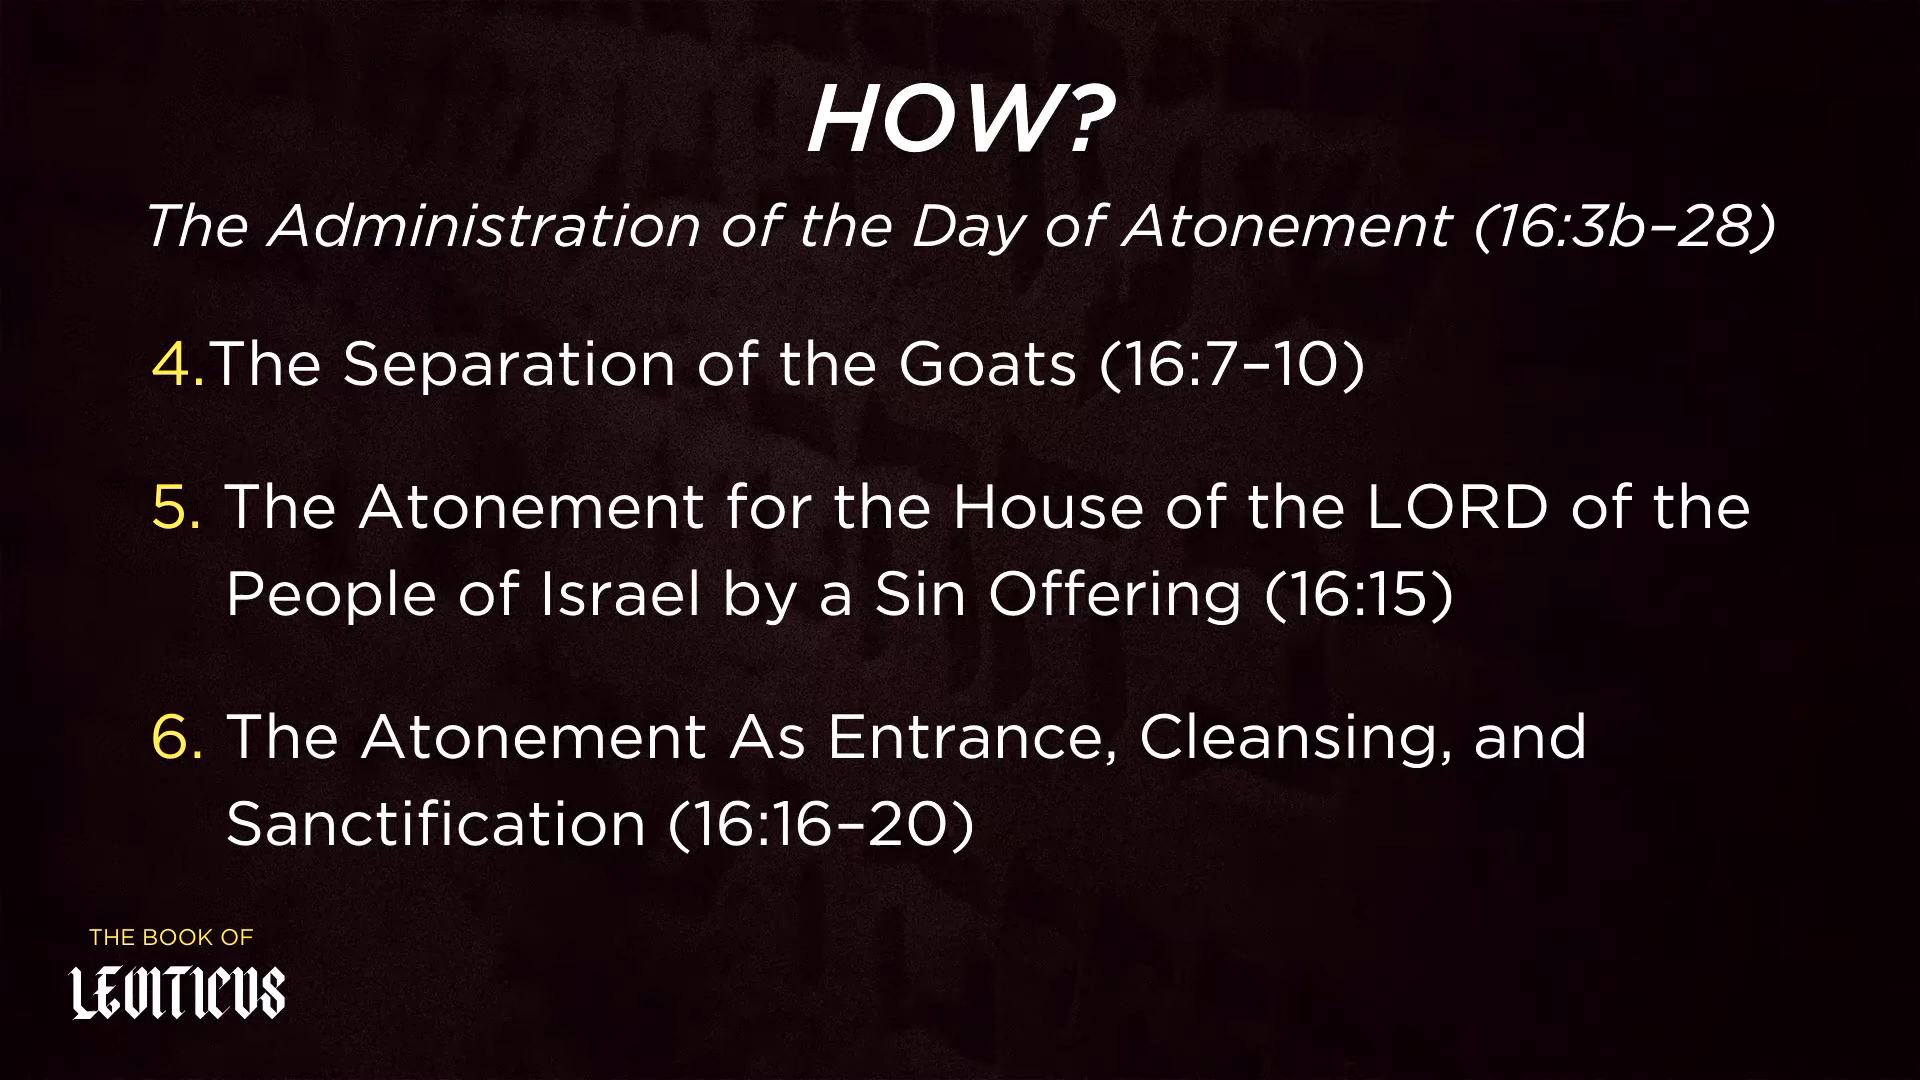 HOW?
The Administration of the Day of Atonement (16:3b–28)
4.The Separation of the Goats (16:7–10)
5. The Atonement for the House of the LORD of the
People of Israel by a Sin Offering (16:15)
6. The Atonement As Entrance, Cleansing, and
Sanctification (16:16–20)
THE BOOK OF
LEVITICUS